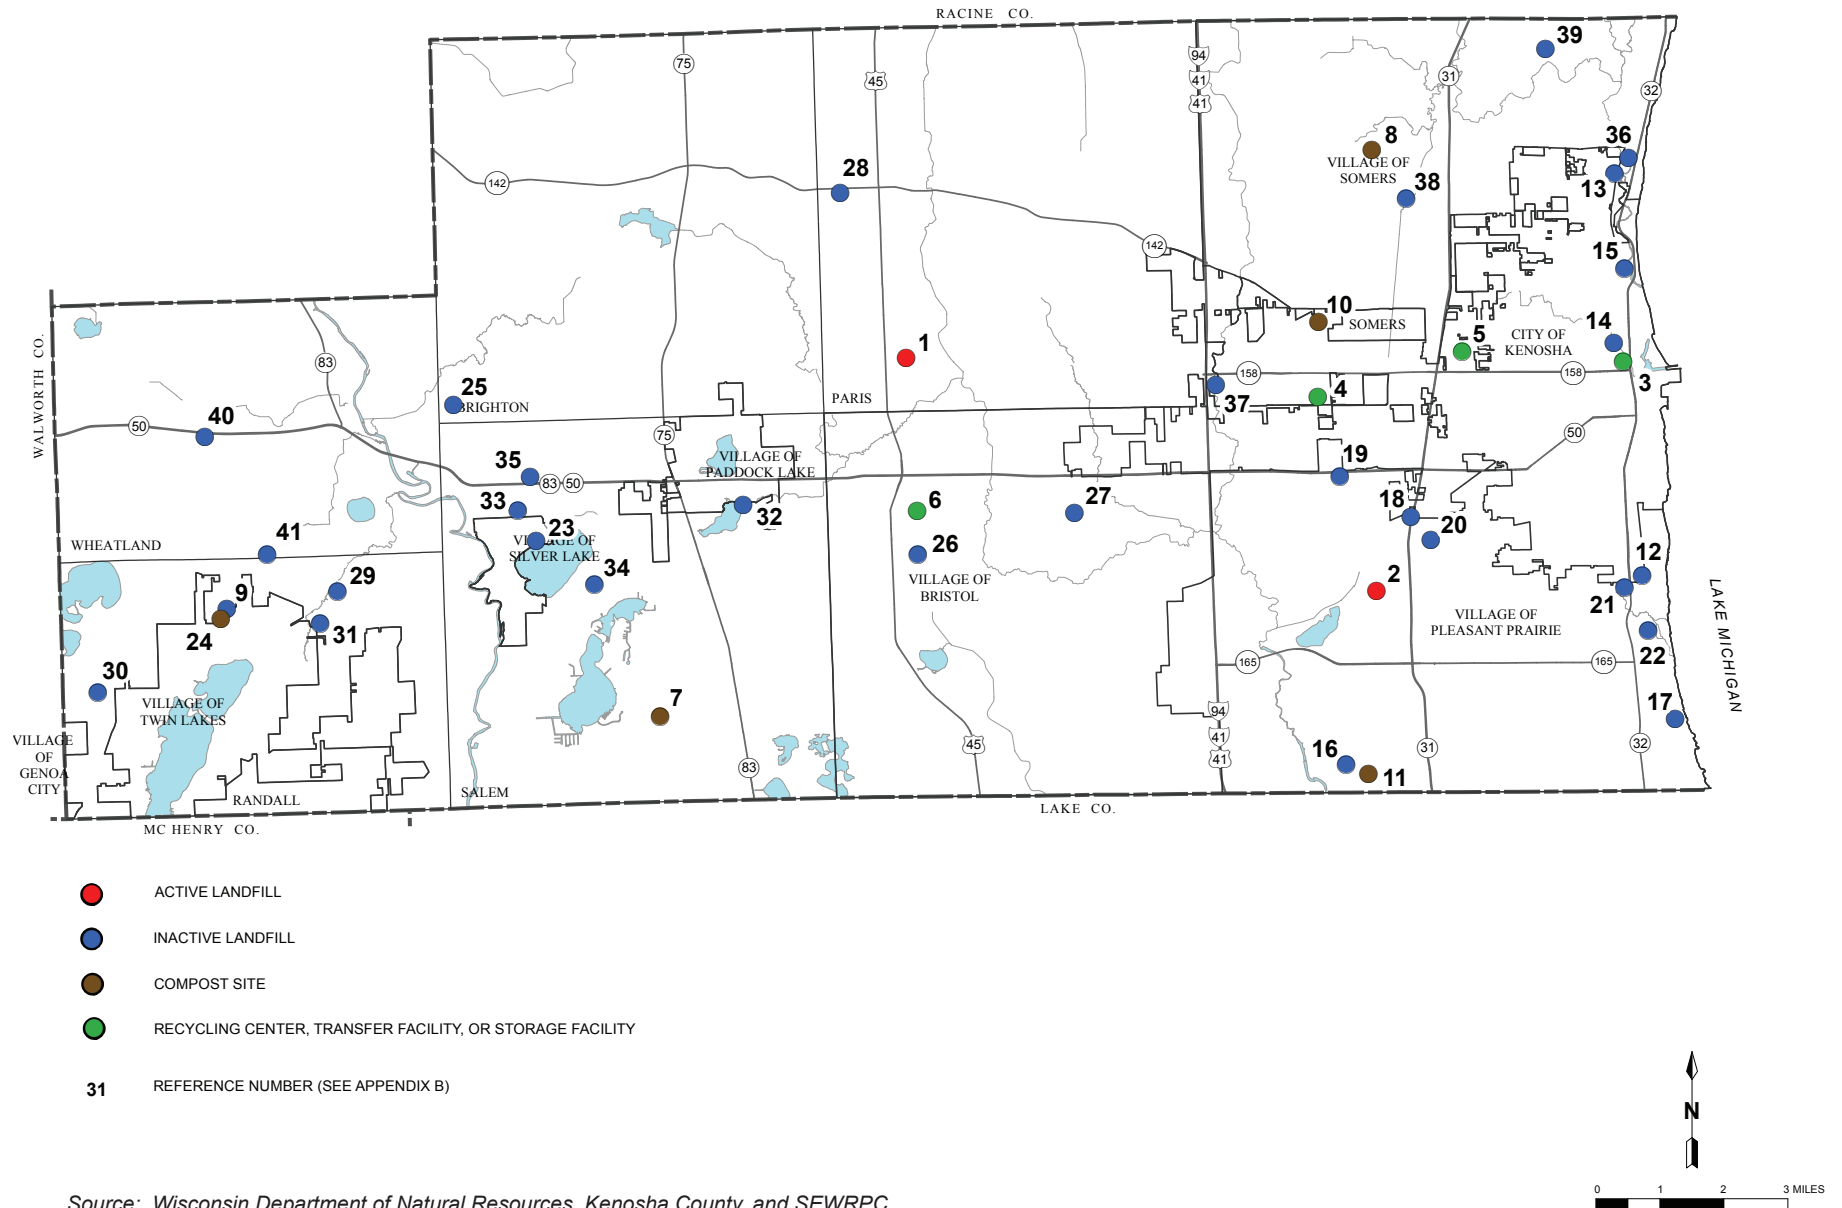 RACINE CO.
39
75
94
31
45
41
32
41
36
8
28
VILLAGE OF
SOMERS
142
38
13
142
15
10
SOMERS
14
5
CITY OF
KENOSHA
1
WALWORTH CO.
83
158
158
3
25
BRIGHTON
PARIS
4
37
40
50
75
50
35
VILLAGE OF
PADDOCK LAKE
19
83
50
33
32
6
27
18
20
23
VILLAGE OF
SILVER LAKE
WHEATLAND
41
26
12
34
29
VILLAGE OF
BRISTOL
2
9
21
24
31
VILLAGE OF
PLEASANT PRAIRIE
LAKE MICHIGAN
165
165
22
30
7
17
VILLAGE OF
TWIN LAKES
94
VILLAGE
OF
GENOA
CITY
41
45
31
32
16
41
83
11
RANDALL
SALEM
LAKE CO.
MC HENRY CO.
ACTIVE LANDFILL
INACTIVE LANDFILL
COMPOST SITE
RECYCLING CENTER, TRANSFER FACILITY, OR STORAGE FACILITY
31 REFERENCE NUMBER (SEE APPENDIX B)
N
0 1 2 3 MILES
Source: Wisconsin Department of Natural Resources, Kenosha County, and SEWRPC